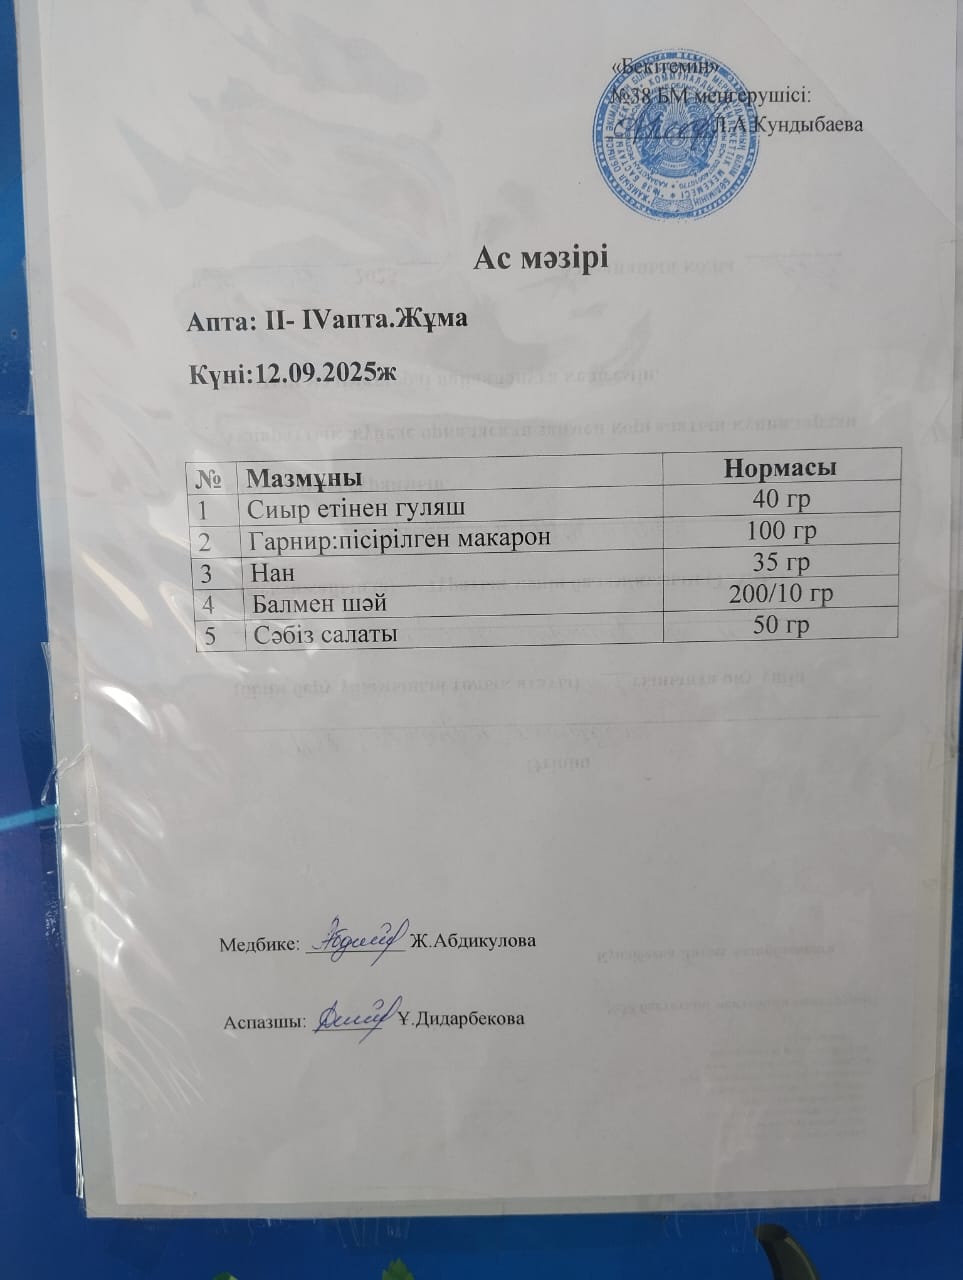 «Бекітемін»
№38 БМ меңгерушісі:
Л.А.Кундыбаева
Ас мәзірі
Апта: II- IVапта.Жұма
Күні:12.09.2025ж
№ Мазмұны Нормасы
1 Сиыр етінен гуляш 40 гр
2 Гарнир:пісірілген макарон 100 гр
3 Нан 35 гр
4 Балмен шәй 200/10 гр
5 Сәбіз салаты 50 гр
Медбике: Ж.Абдикулова
Аспазшы: Ұ.Дидарбекова